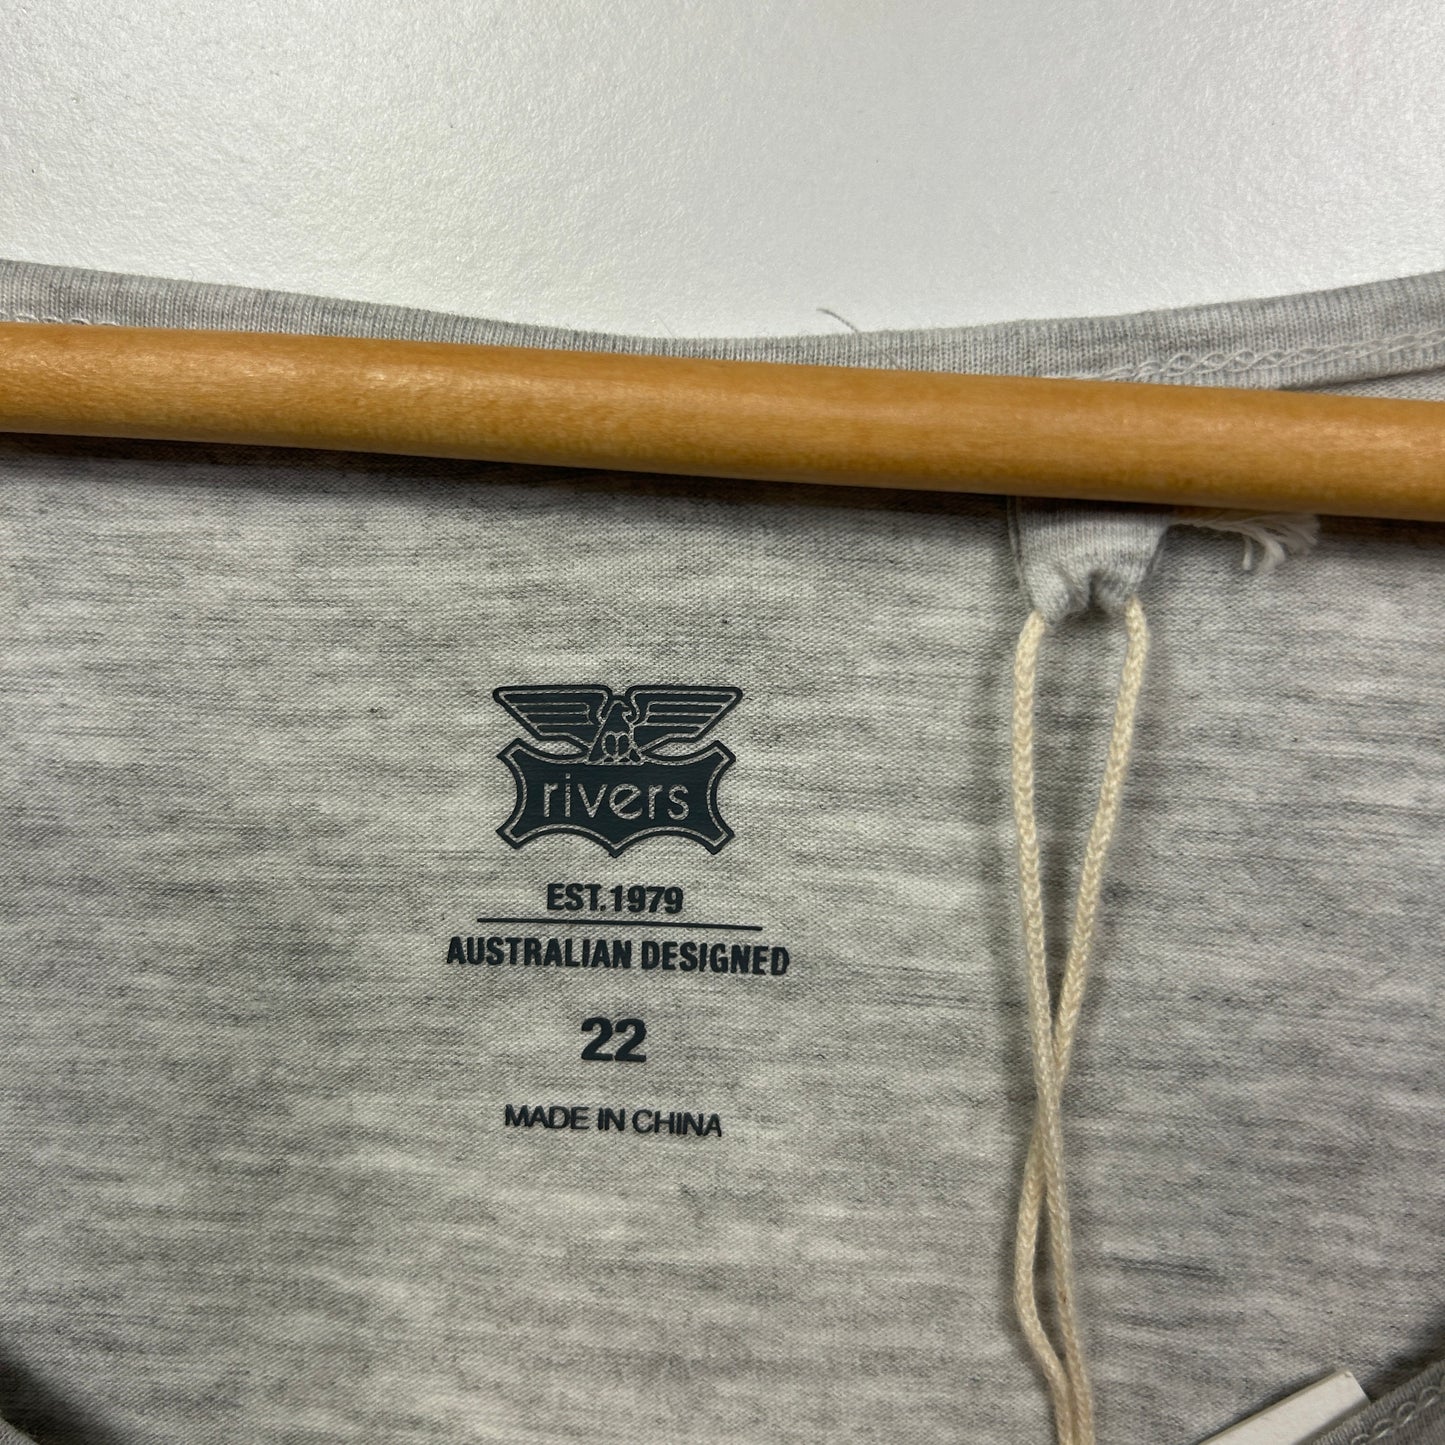 rivers
EST.1979
AUSTRALIAN DESIGNED
22
MADE IN CHINA